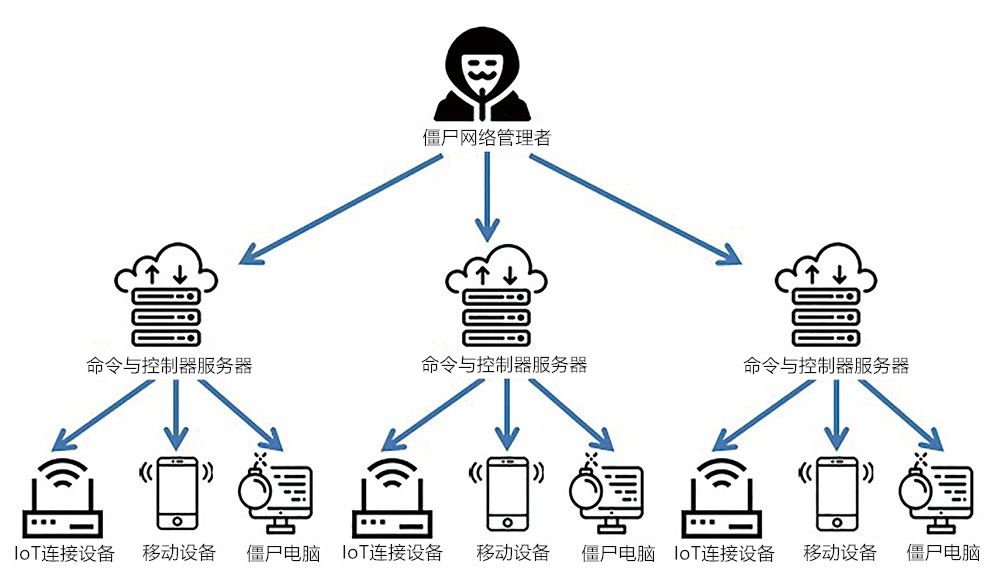 僵尸网络管理者
命令与控制器服务器
命令与控制器服务器
命令与控制器服务器
IoT连接设备
移动设备
僵尸电脑
IoT连接设备
移动设备
僵尸电脑
IoT连接设备
移动设备
僵尸电脑